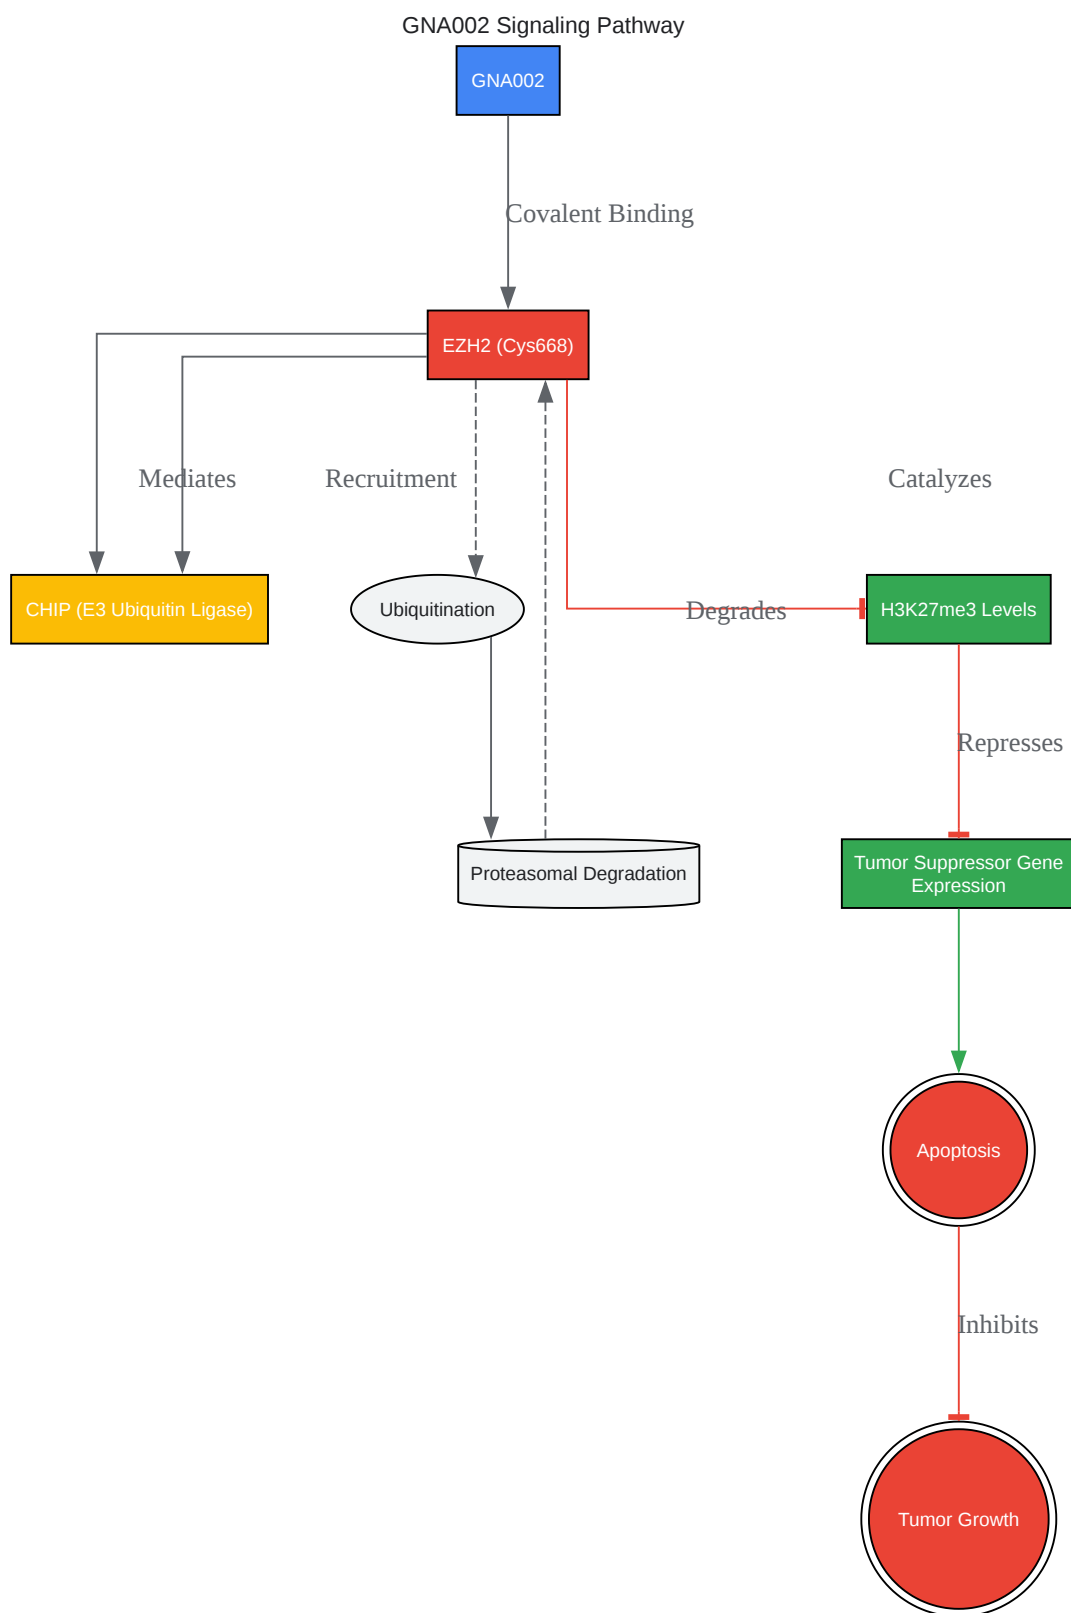 GNA002 Signaling Pathway
GNA002
Covalent Binding
EZH2 (Cys668)
Mediates
Recruitment
Catalyzes
CHIP (E3 Ubiquitin Ligase)
Ubiquitination
Degrades
H3K27me3 Levels
Represses
Proteasomal Degradation
Tumor Suppressor Gene
Expression
Apoptosis
Inhibits
Tumor Growth